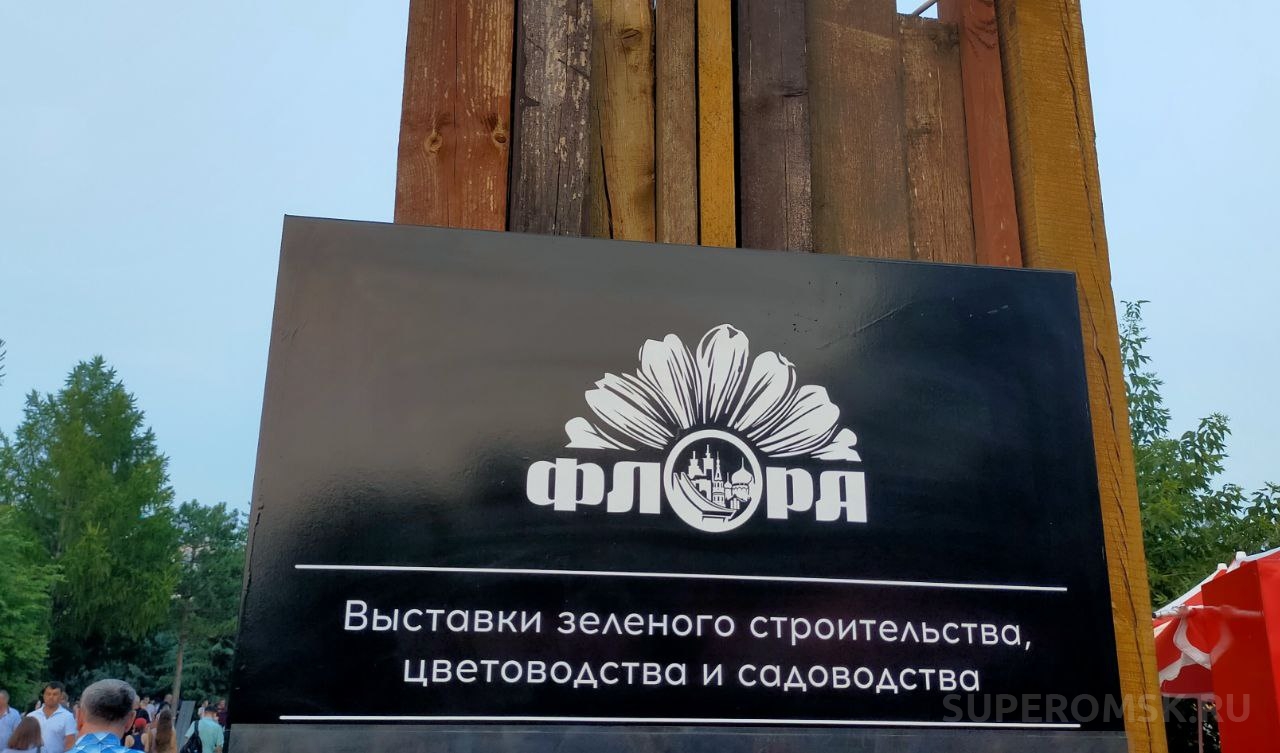 ФЛОРА
Выставки зеленого строительства,
цветоводства и садоводства
SUPEROMSK.RU